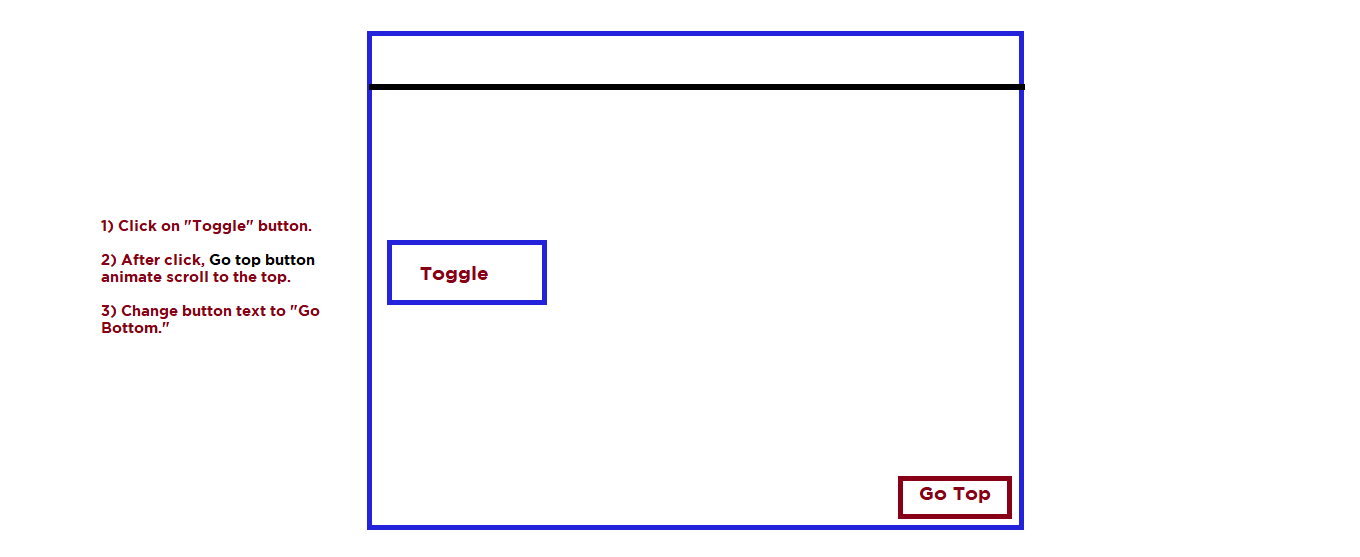 1) Click on "Toggle" button.
2) After click, Go top button
animate scroll to the top.
3) Change button text to "Go
Bottom."
Toggle
Go Top